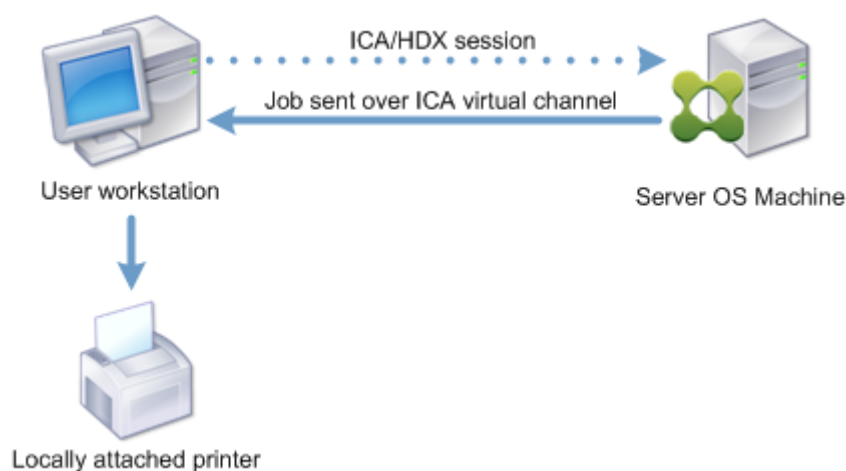 ICA/HDX session
Job sent over ICA virtual channel
User workstation
Server OS Machine
Locally attached printer